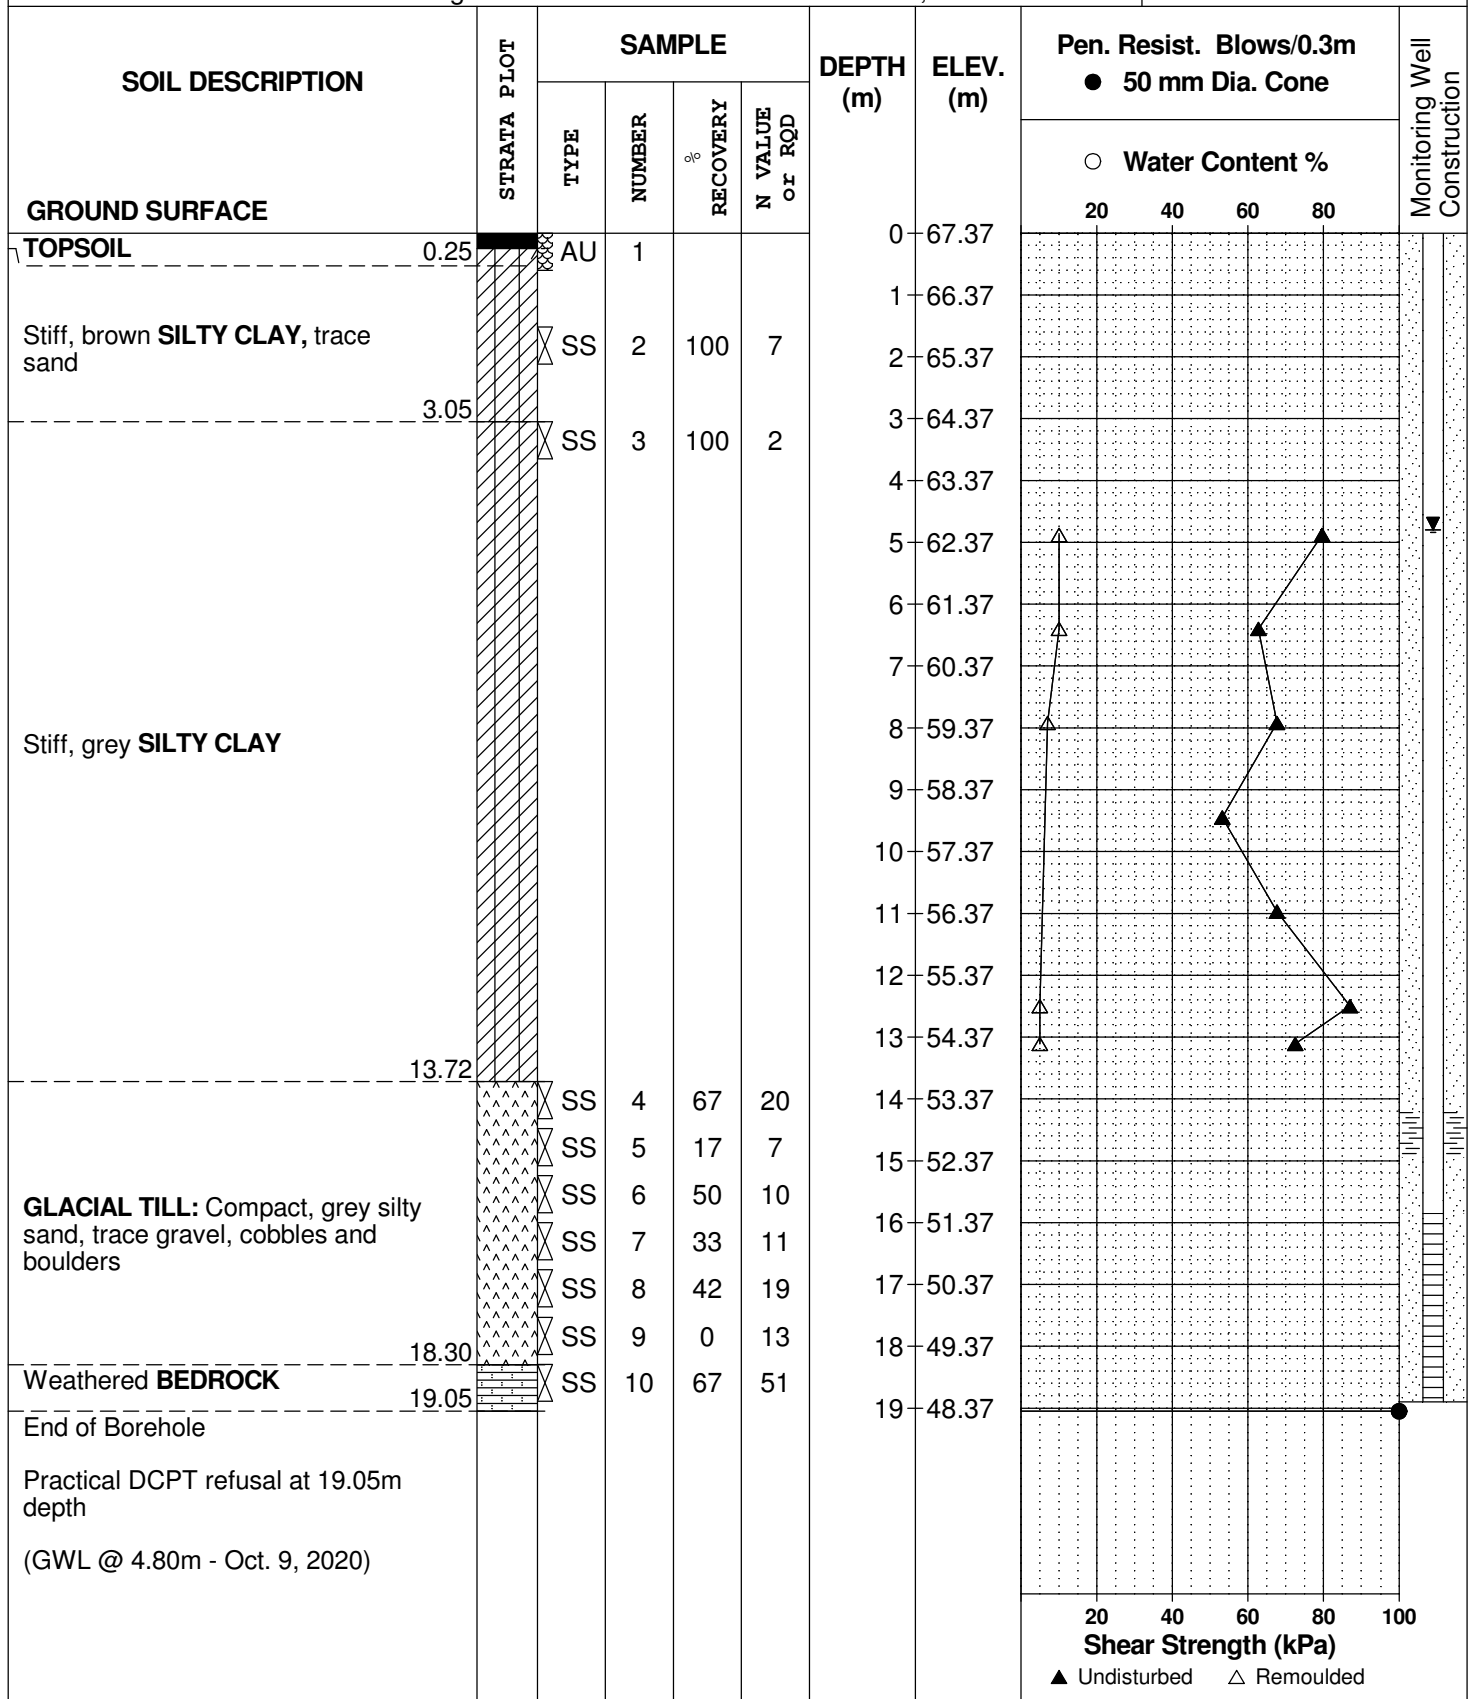 SOIL DESCRIPTION
GROUND SURFACE
STRATA PLOT
SAMPLE
TYPE
NUMBER
%
RECOVERY
N VALUE
or RQD
DEPTH
(m)
ELEV.
(m)
Pen. Resist. Blows/0.3m
● 50 mm Dia. Cone
○ Water Content %
20 40 60 80
Monitoring Well
Construction
TOPSOIL 0.25
AU 1
Stiff, brown SILTY CLAY, trace
sand
3.05
SS 2 100 7
SS 3 100 2
Stiff, grey SILTY CLAY
13.72
SS 4 67 20
SS 5 17 7
SS 6 50 10
GLACIAL TILL: Compact, grey silty
sand, trace gravel, cobbles and
boulders
SS 7 33 11
SS 8 42 19
SS 9 0 13
18.30
Weathered BEDROCK
19.05
SS 10 67 51
End of Borehole
Practical DCPT refusal at 19.05m
depth
(GWL @ 4.80m - Oct. 9, 2020)
0 67.37
1 66.37
2 65.37
3 64.37
4 63.37
5 62.37
6 61.37
7 60.37
8 59.37
9 58.37
10 57.37
11 56.37
12 55.37
13 54.37
14 53.37
15 52.37
16 51.37
17 50.37
18 49.37
19 48.37
20 40 60 80 100
Shear Strength (kPa)
▲ Undisturbed △ Remoulded